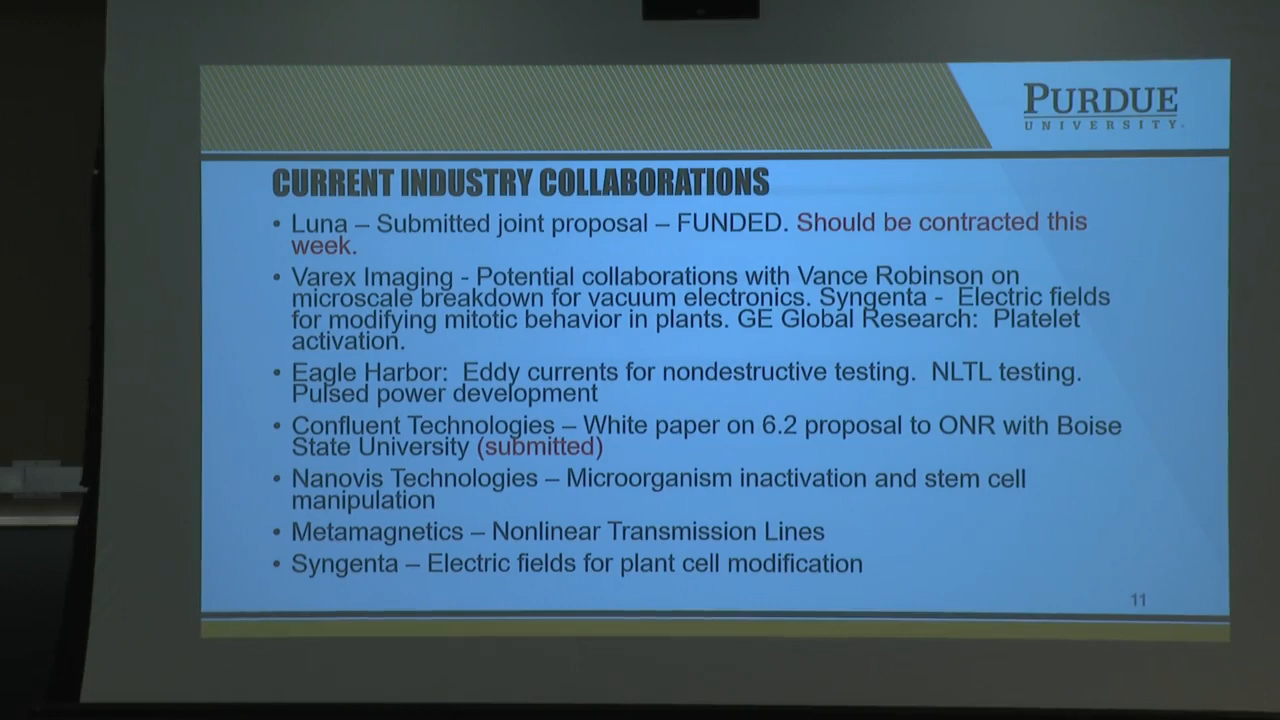 PURDUE
UNIVERSITY
CURRENT INDUSTRY COLLABORATIONS
• Luna – Submitted joint proposal – FUNDED. Should be contracted this
week.
• Varex Imaging - Potential collaborations with Vance Robinson on
microscale breakdown for vacuum electronics. Syngenta - Electric fields
for modifying mitotic behavior in plants. GE Global Research: Platelet
activation.
• Eagle Harbor: Eddy currents for nondestructive testing. NLTL testing.
Pulsed power development
• Confluent Technologies – White paper on 6.2 proposal to ONR with Boise
State University (submitted)
• Nanovis Technologies – Microorganism inactivation and stem cell
manipulation
• Metamagnetics – Nonlinear Transmission Lines
• Syngenta – Electric fields for plant cell modification
11